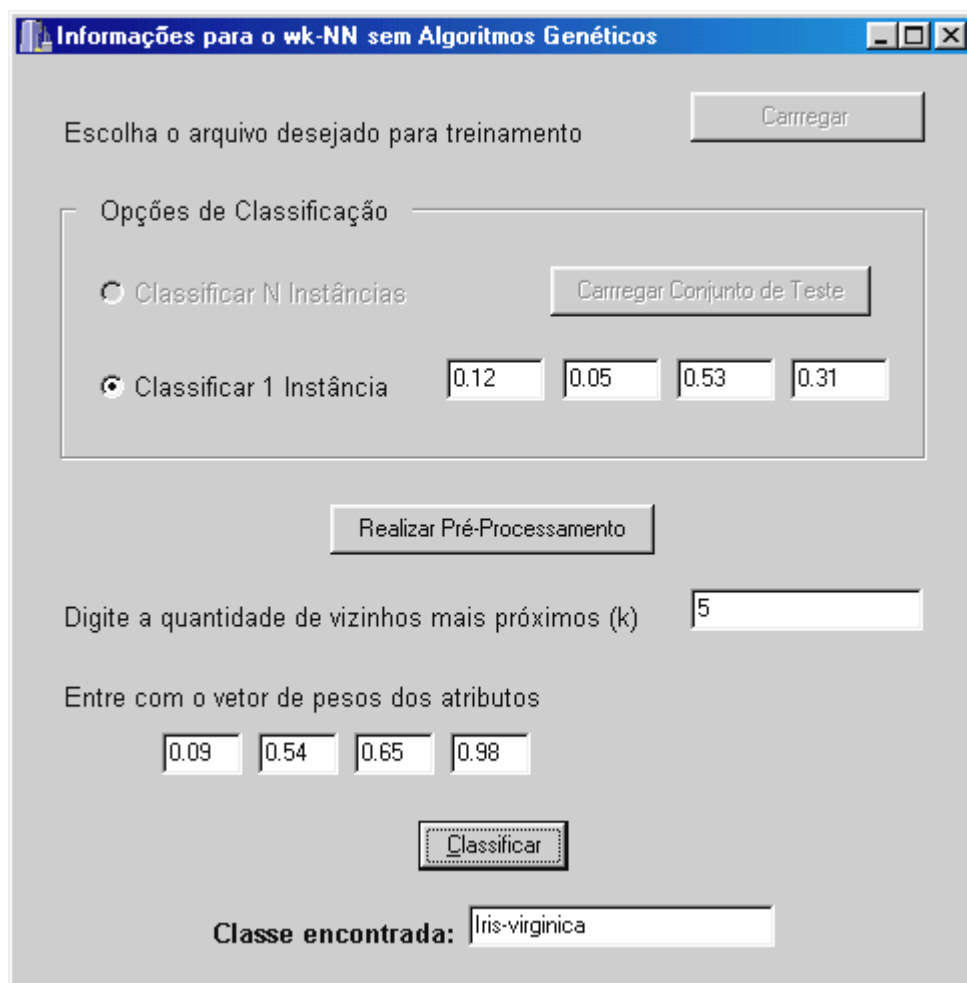 Informações para o wk-NN sem Algoritmos Genéticos
Escolha o arquivo desejado para treinamento
Carrregar
Opções de Classificação
Classificar N Instâncias
Carrregar Conjunto de Teste
Classificar 1 Instância
0.12 0.05 0.53 0.31
Realizar Pré-Processamento
Digite a quantidade de vizinhos mais próximos (k)
5
Entre com o vetor de pesos dos atributos
0.09 0.54 0.65 0.98
Classificar
Classe encontrada: Iris-virginica